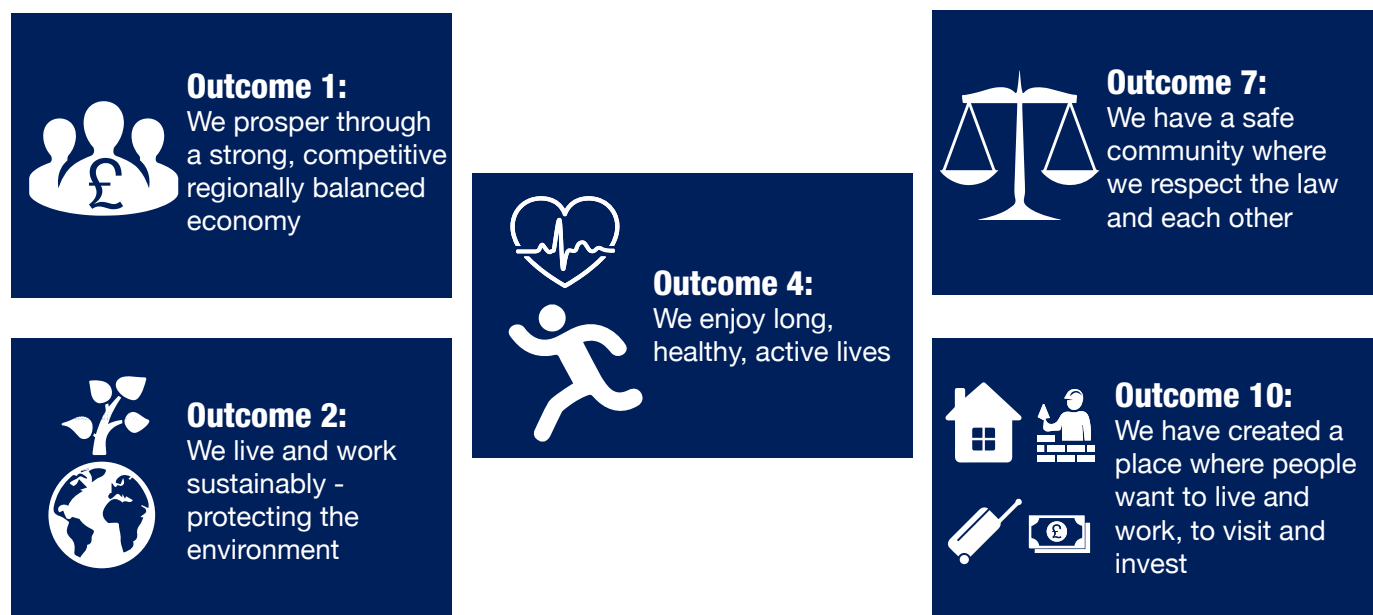 Outcome 1:
We prosper through
a strong, competitive
regionally balanced
economy
£
Outcome 2:
We live and work
sustainably -
protecting the
environment
Outcome 4:
We enjoy long,
healthy, active lives
Outcome 7:
We have a safe
community where
we respect the law
and each other
Outcome 10:
We have created a
place where people
want to live and
work, to visit and
invest
£